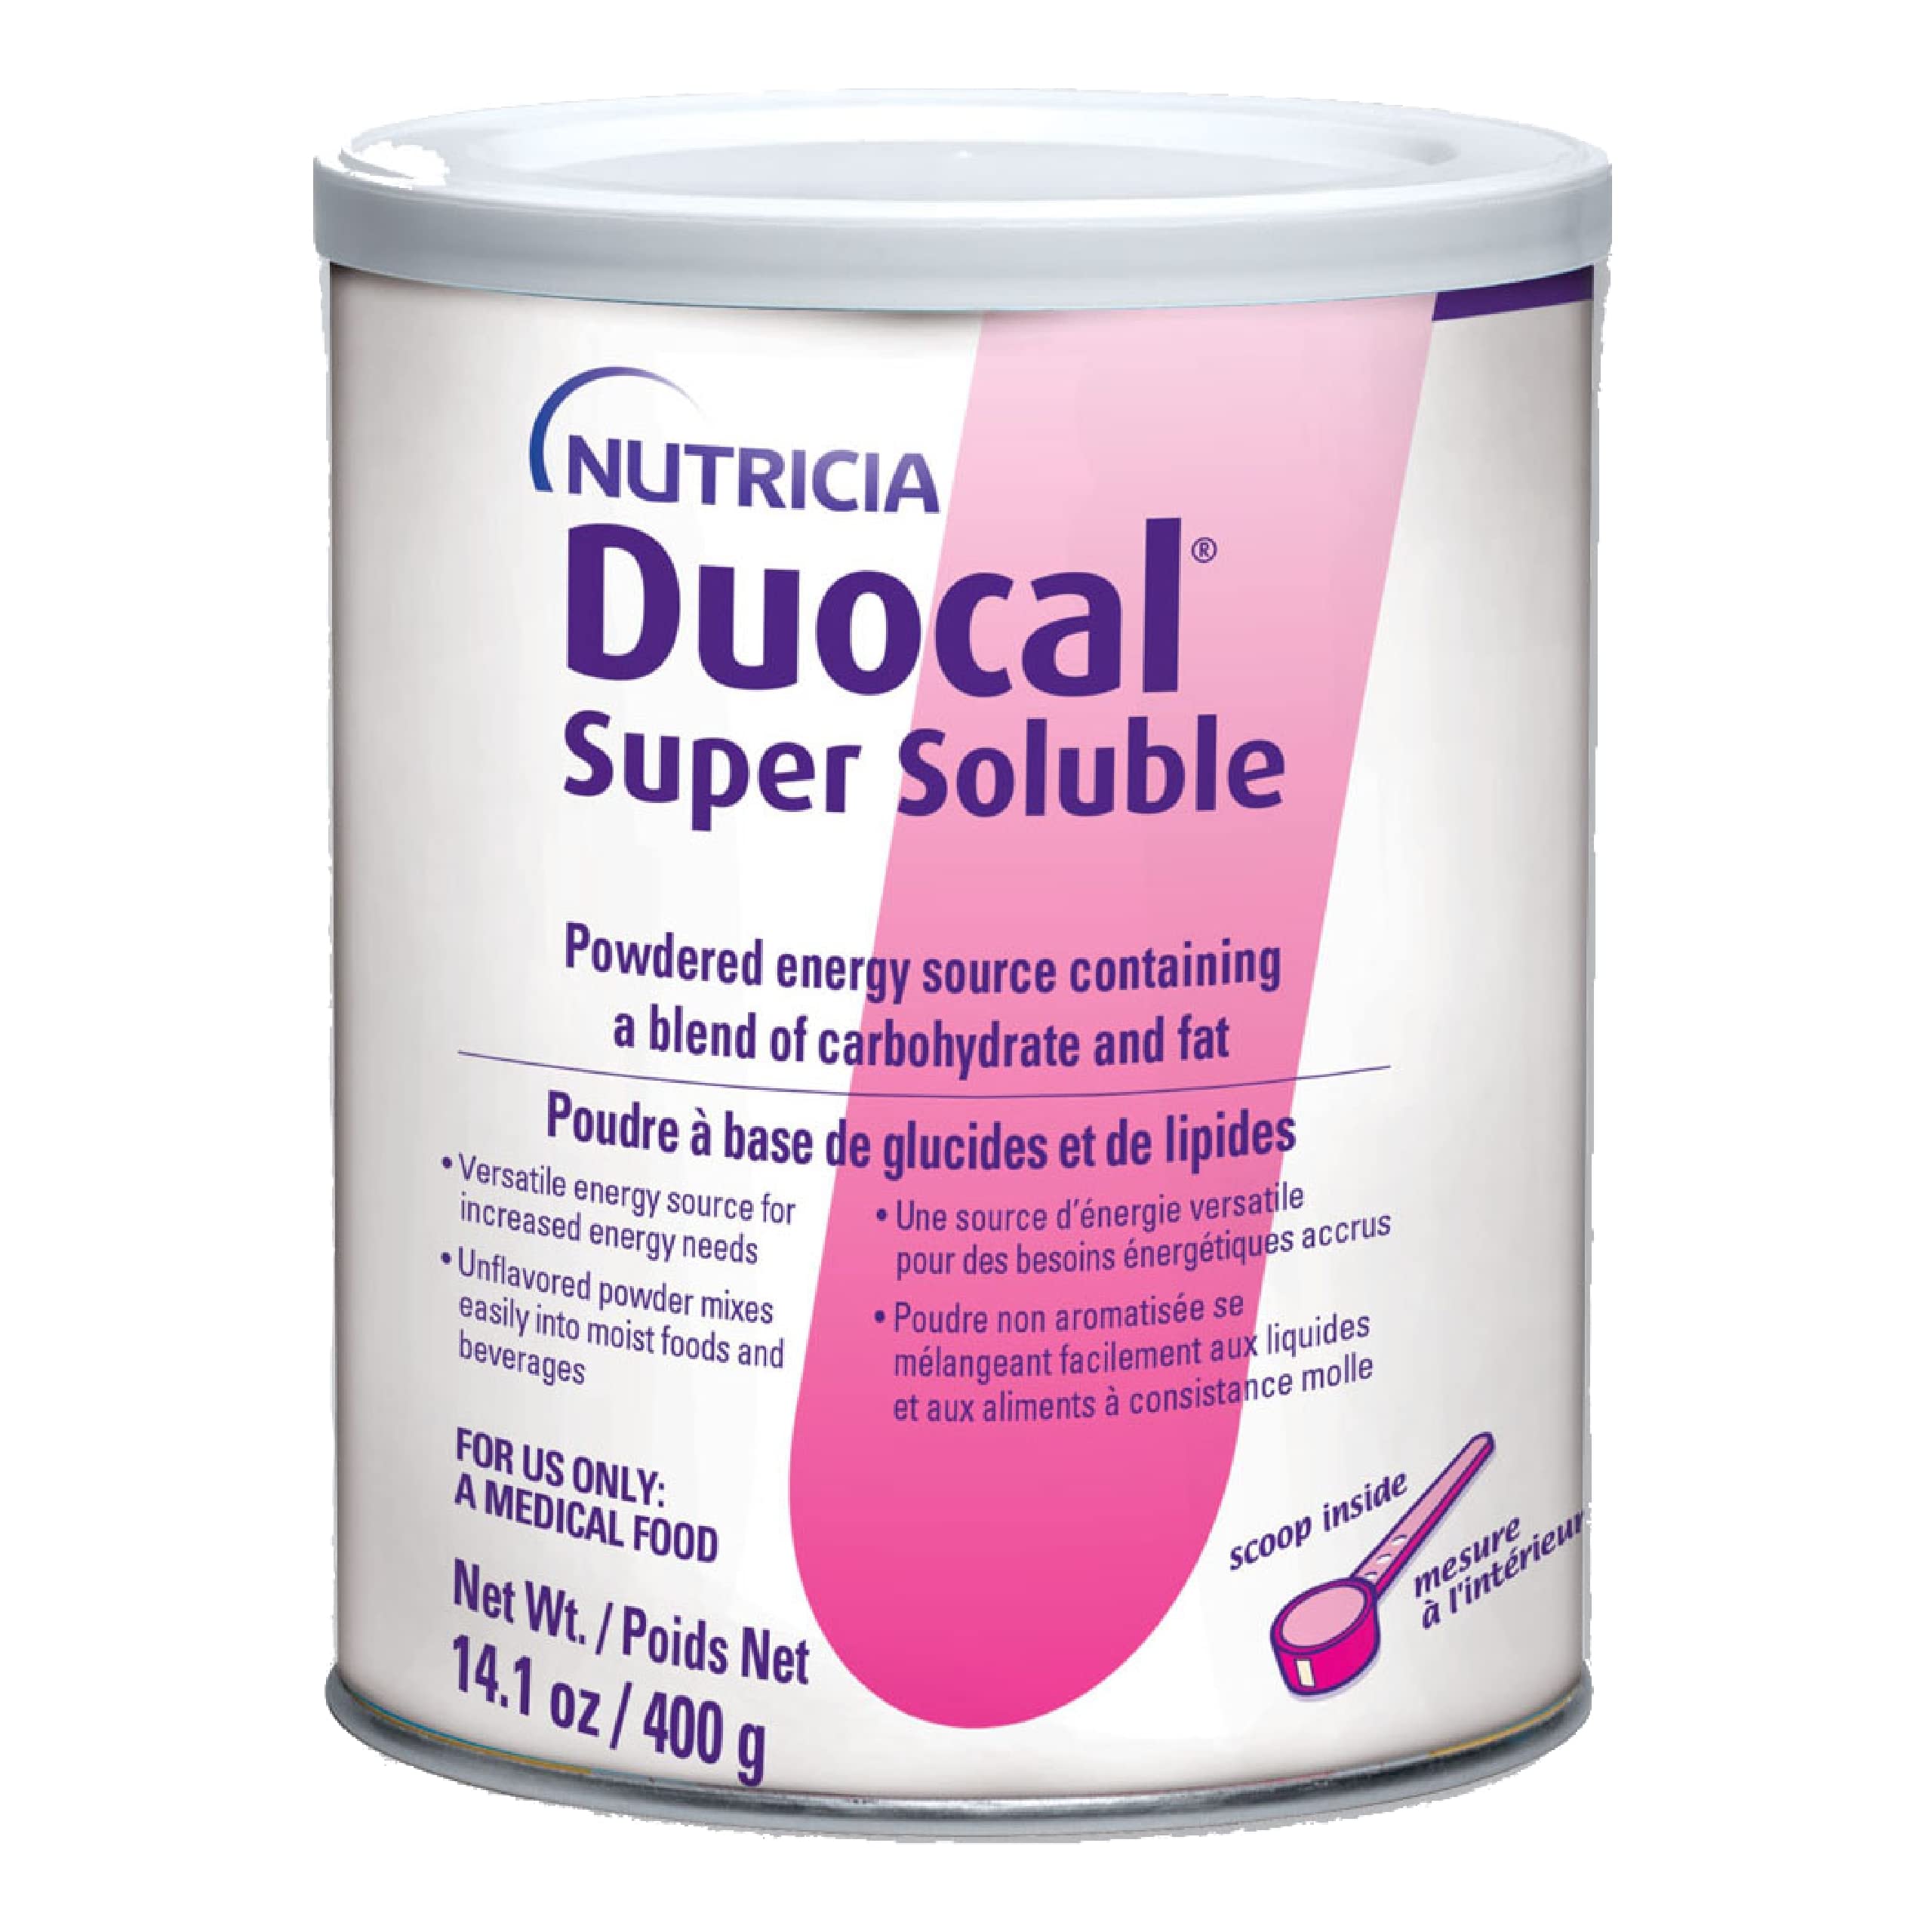 NUTRICIA
Duocal®
Super Soluble
Powdered energy source containing
a blend of carbohydrate and fat
Poudre à base de glucides et de lipides
• Versatile energy source for
increased energy needs
• Unflavored powder mixes
easily into moist foods and
beverages
• Une source d'énergie versatile
pour des besoins énergétiques accrus
• Poudre non aromatisée se
mélangeant facilement aux liquides
et aux aliments à consistance molle
FOR US ONLY:
A MEDICAL FOOD
Net Wt. / Poids Net
14.1 oz / 400 g
scoop inside
mesure
à l'intérieur